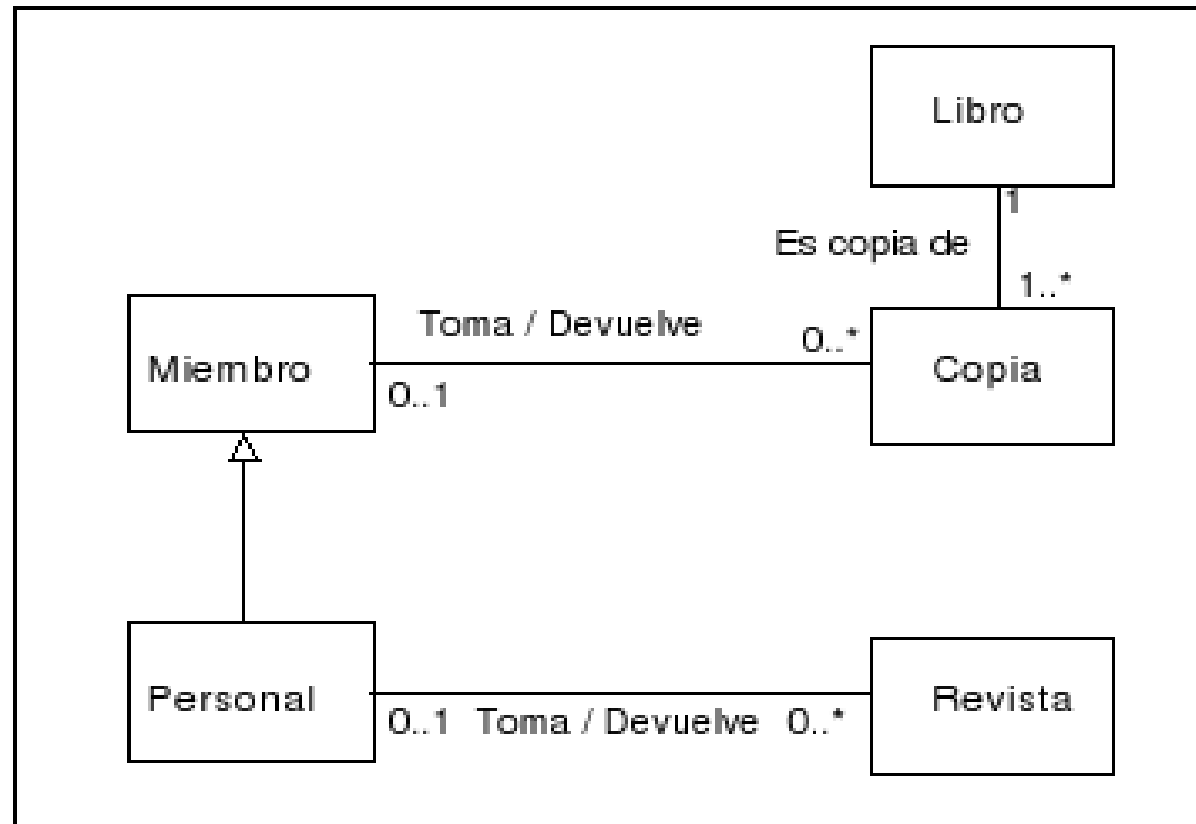 Libro
1
Es copia de
1..*
Toma / Devuelve
0..*
Miembro
Copia
0..1
Personal
Revista
0..1 Toma / Devuelve 0..*